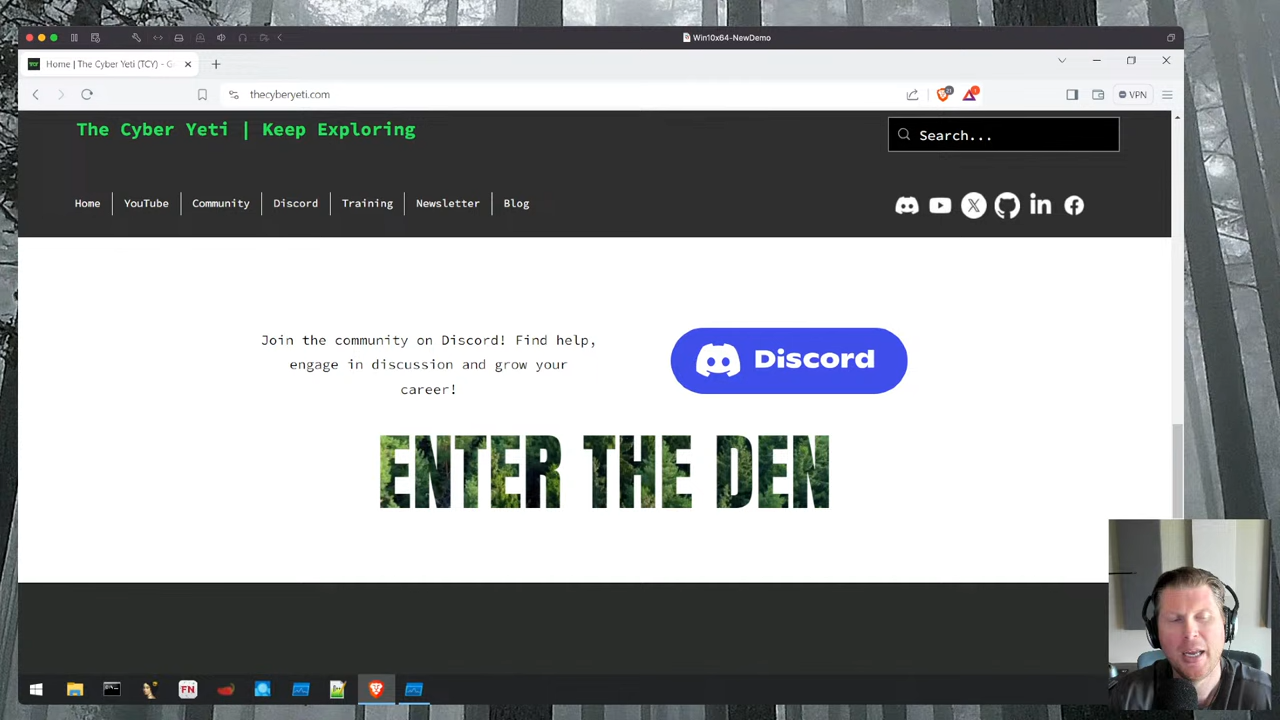 Win10x64-NewDemo
Home | The Cyber Yeti (TCY) - G
thecyberyeti.com
VPN
The Cyber Yeti | Keep Exploring
Search...
Home
YouTube
Community
Discord
Training
Newsletter
Blog
Join the community on Discord! Find help,
engage in discussion and grow your
career!
Discord
ENTER THE DEN
FN